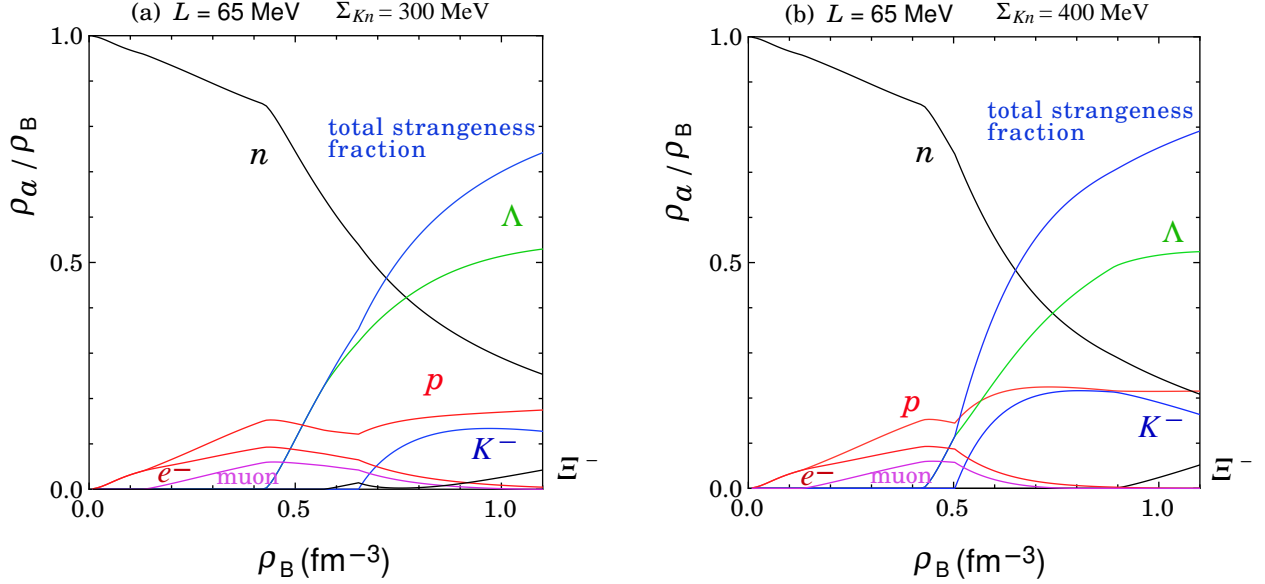 (a) L = 65 MeV Σ_Kn = 300 MeV
1.0
0.5
0.0
ρ_a / ρ_B
n
total strangeness
fraction
Λ
p
K⁻
e⁻
muon
Ξ⁻
0.0 0.5 1.0
ρ_B (fm⁻³)
(b) L = 65 MeV Σ_Kn = 400 MeV
1.0
0.5
0.0
ρ_a / ρ_B
n
total strangeness
fraction
Λ
p
K⁻
e⁻
muon
Ξ⁻
0.0 0.5 1.0
ρ_B (fm⁻³)